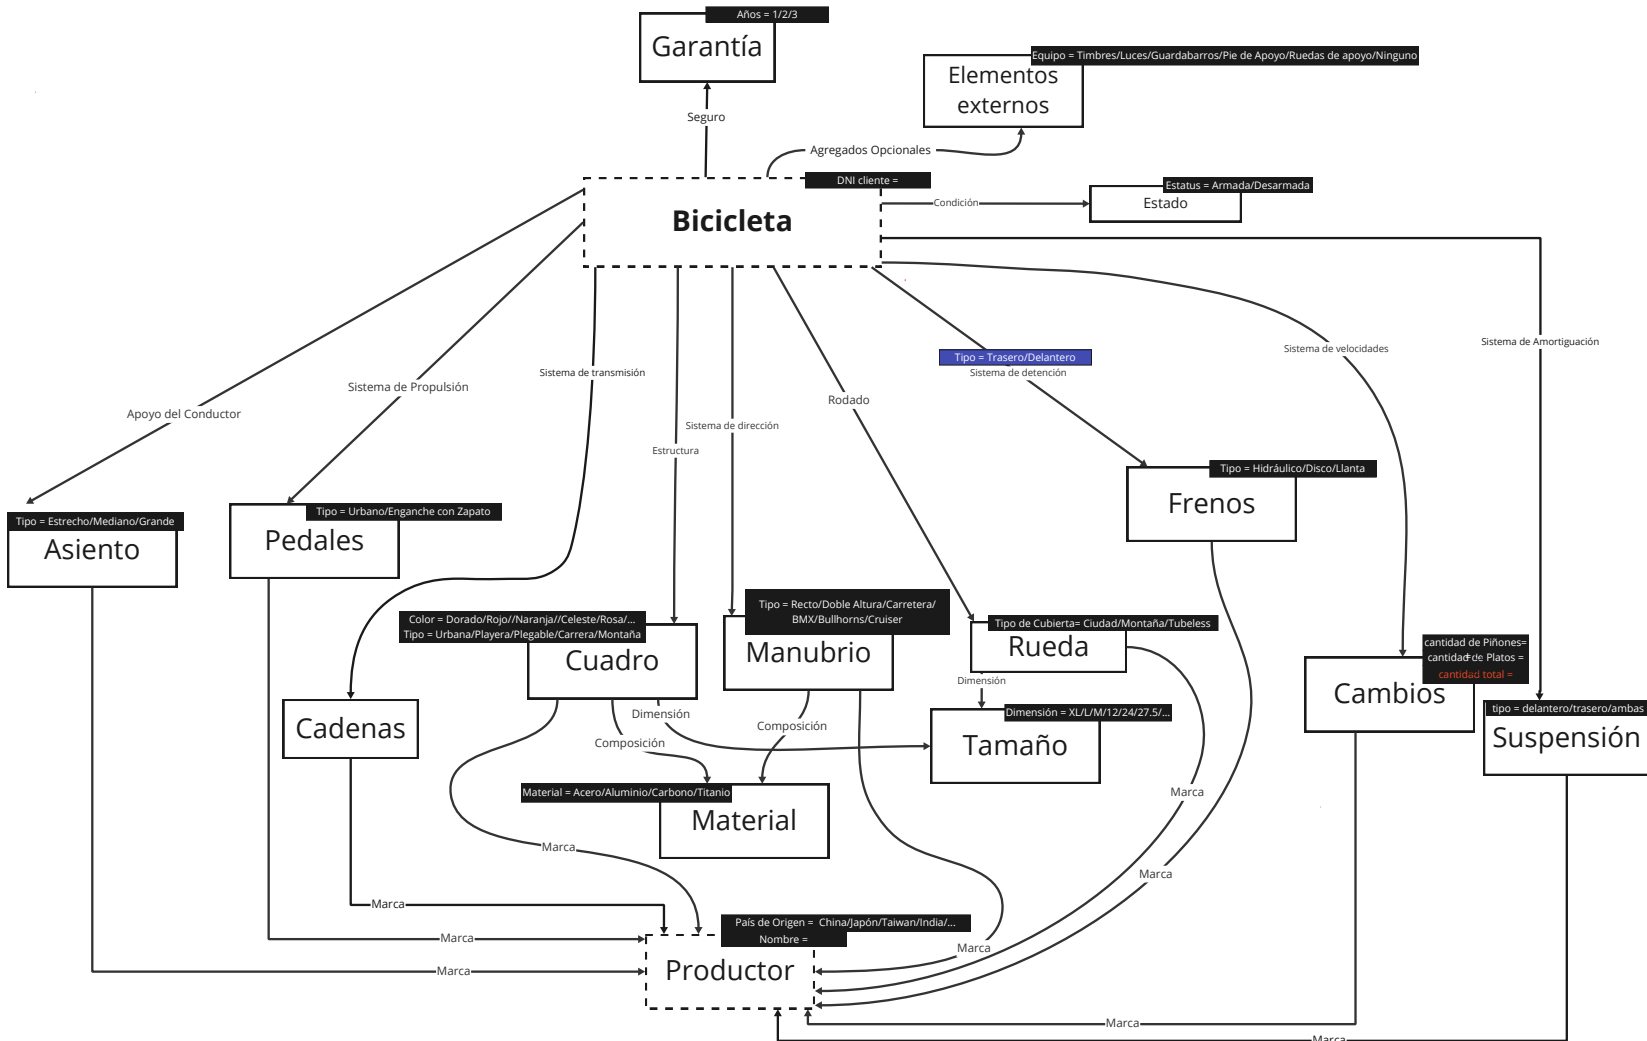 Años = 1/2/3
Garantía
Equipo = Timbres/Luces/Guardabarros/Pie de Apoyo/Ruedas de apoyo/Ninguno
Elementos
externos
Seguro
Agregados Opcionales
DNI cliente =
Estatus = Armada/Desarmada
Condición
Estado
Bicicleta
Sistema de Amortiguación
Sistema de velocidades
Tipo = Trasero/Delantero
Sistema de detención
Sistema de transmisión
Sistema de Propulsión
Rodado
Apoyo del Conductor
Sistema de dirección
Estructura
Tipo = Hidráulico/Disco/Llanta
Frenos
Tipo = Estrecho/Mediano/Grande
Asiento
Tipo = Urbano/Enganche con Zapato
Pedales
Color = Dorado/Rojo//Naranja//Celeste/Rosa/...
Tipo = Urbana/Playera/Plegable/Carrera/Montaña
Cuadro
Tipo = Recto/Doble Altura/Carretera/
BMX/Bullhorns/Cruiser
Manubrio
Tipo de Cubierta= Ciudad/Montaña/Tubeless
Rueda
cantidad de Piñones=
cantidad de Platos =
cantidad total =
Cambios
Dimensión
Dimensión
Dimensión = XL/L/M/12/24/27.5/...
Tamaño
tipo = delantero/trasero/ambas
Suspensión
Cadenas
Composición
Composición
Material = Acero/Aluminio/Carbono/Titanio
Material
Marca
Marca
Marca
Marca
País de Origen = China/Japón/Taiwan/India/...
Nombre =
Marca
Marca
Marca
Productor
Marca
Marca